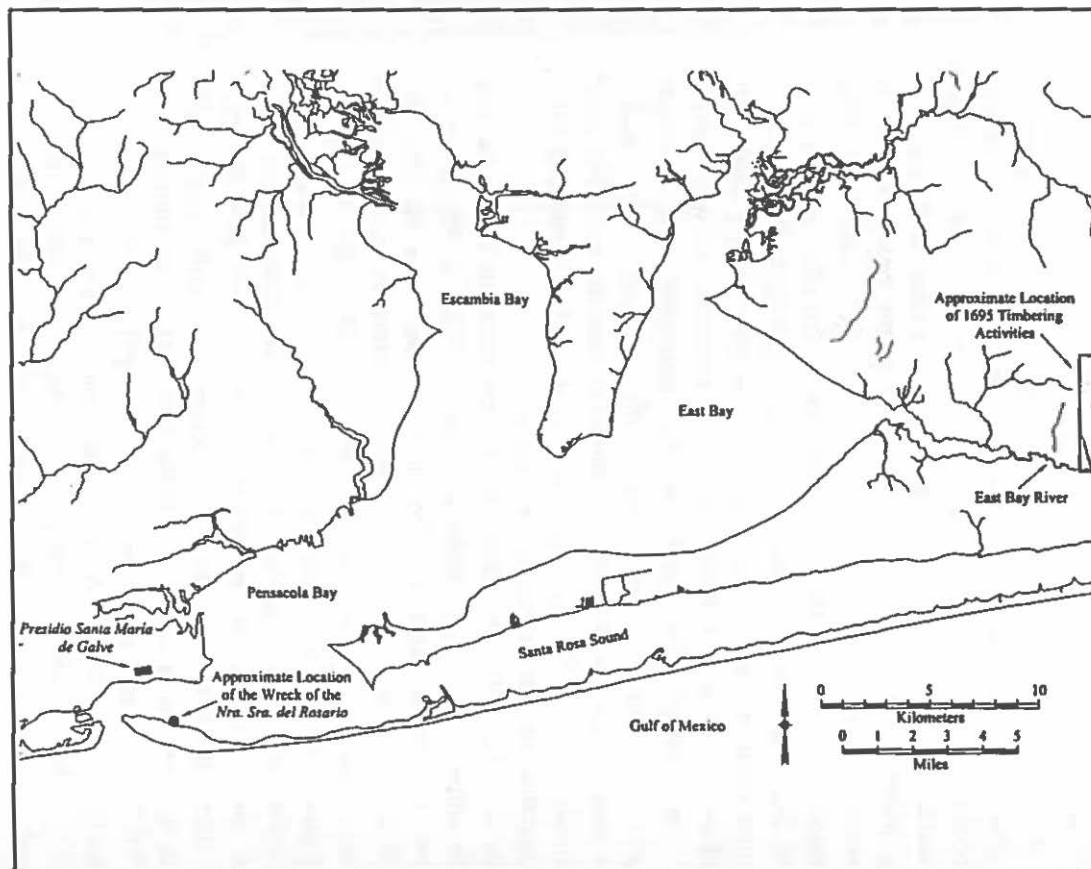 Escambia Bay
Approximate Location
of 1695 Timbering
Activities
East Bay
East Bay River
Pensacola Bay
Presidio Santa María
de Galve
Santa Rosa Sound
Approximate Location
of the Wreck of the
Nra. Sra. del Rosario
Gulf of Mexico
0 5 10
Kilometers
0 1 2 3 4 5
Miles